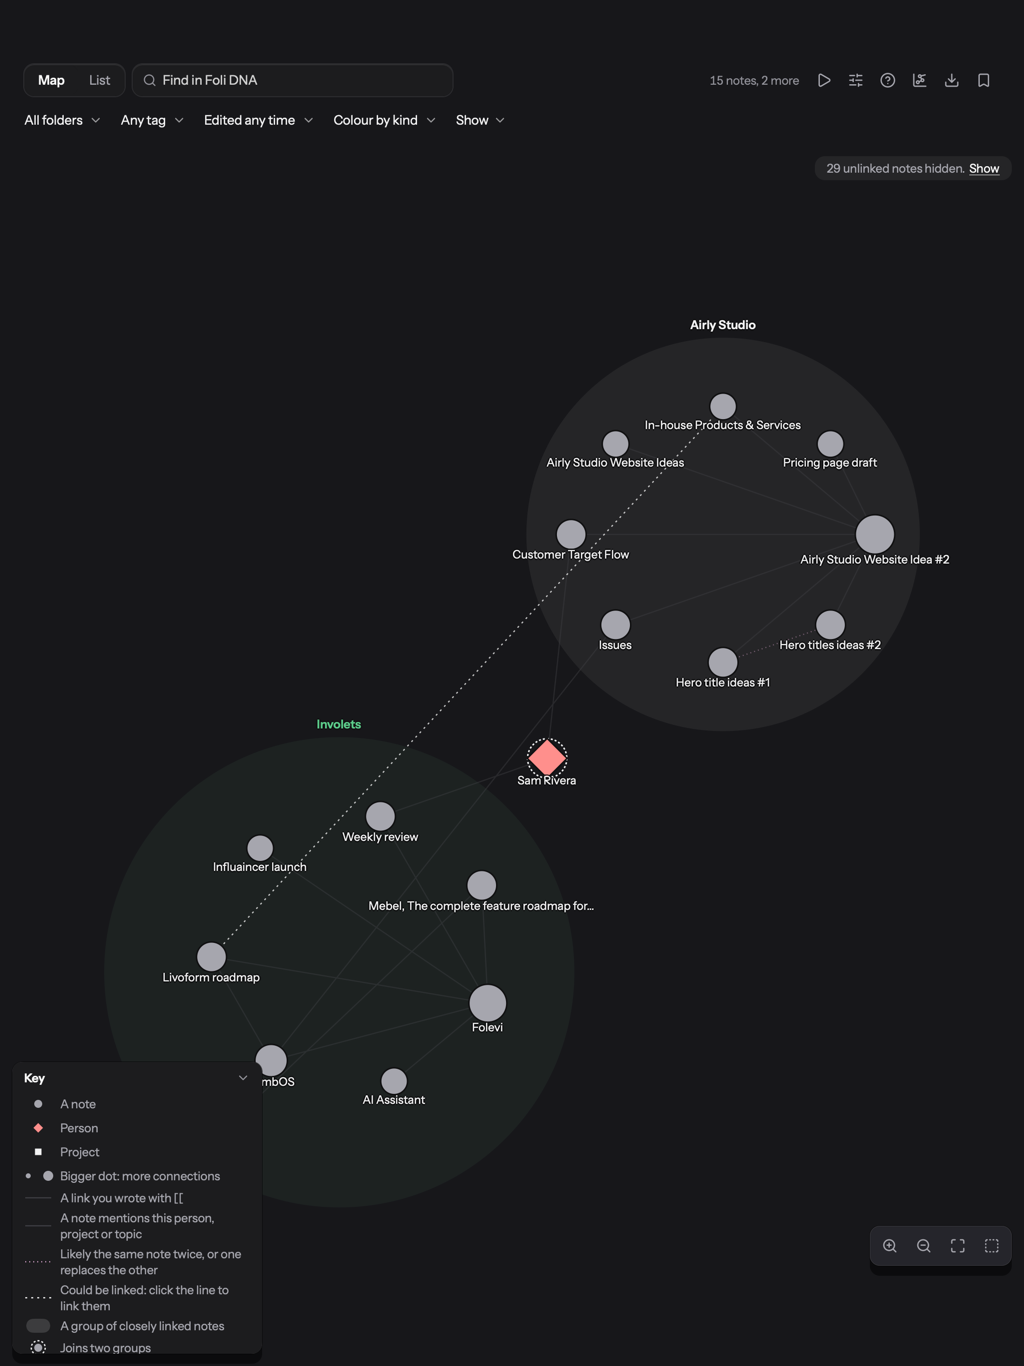 Map List Find in Foli DNA 15 notes, 2 more
All folders Any tag Edited any time Colour by kind Show
29 unlinked notes hidden. Show
Airly Studio
In-house Products & Services
Airly Studio Website Ideas
Pricing page draft
Customer Target Flow
Airly Studio Website Idea #2
Issues
Hero titles ideas #2
Hero title ideas #1
Involets
Sam Rivera
Weekly review
Influaincer launch
Mebel, The complete feature roadmap for...
Livoform roadmap
Folevi
mbOS
AI Assistant
Key
A note
Person
Project
Bigger dot: more connections
A link you wrote with [[
A note mentions this person,
project or topic
Likely the same note twice, or one
replaces the other
Could be linked: click the line to
link them
A group of closely linked notes
Joins two groups